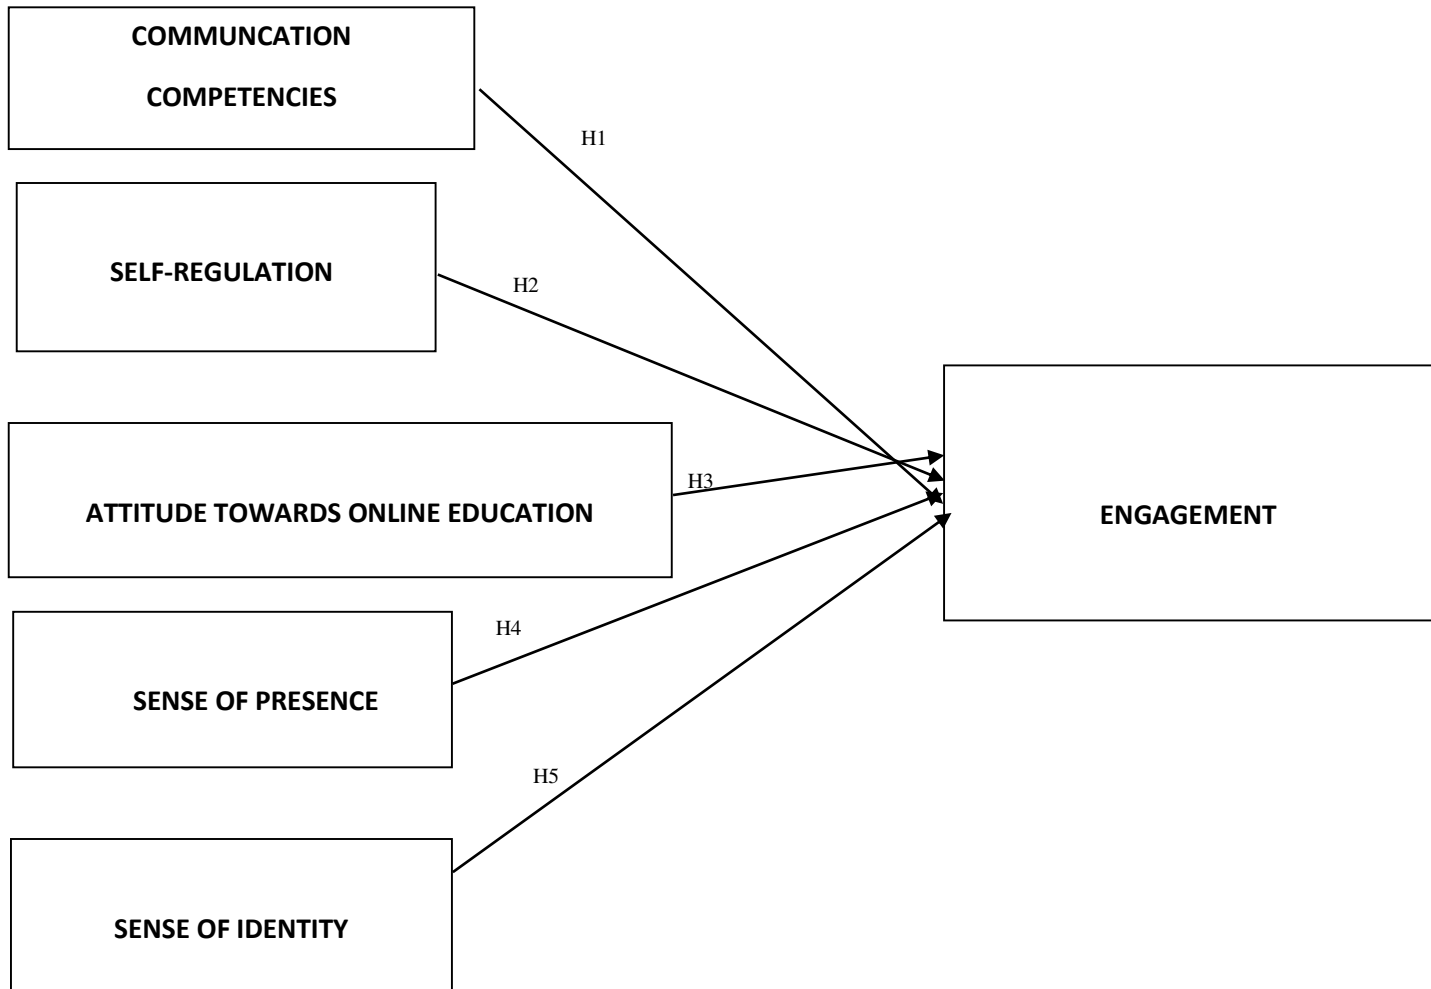 COMMUNCATION
COMPETENCIES
H1
SELF-REGULATION
H2
ATTITUDE TOWARDS ONLINE EDUCATION
H3
ENGAGEMENT
SENSE OF PRESENCE
H4
H5
SENSE OF IDENTITY